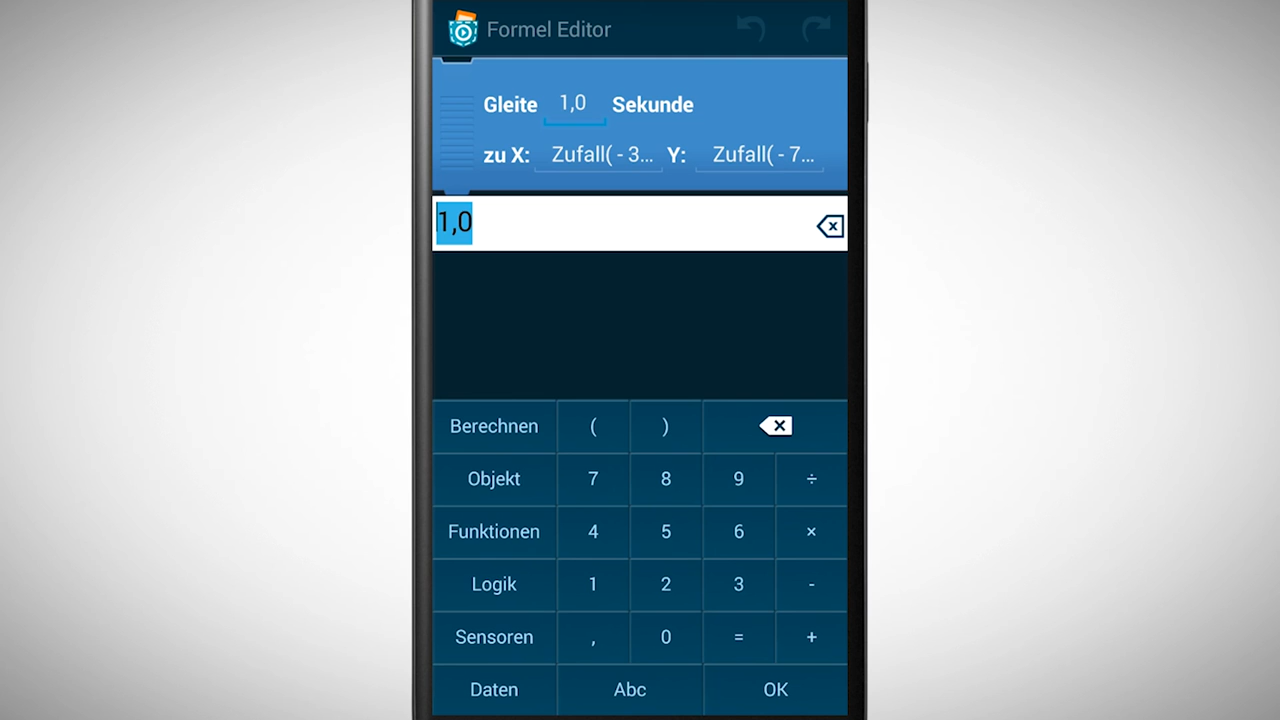 Formel Editor
Gleite 1,0 Sekunde
zu X: Zufall( - 3... Y: Zufall( - 7...
1,0
Berechnen ( )
Objekt 7 8 9 ÷
Funktionen 4 5 6 ×
Logik 1 2 3 -
Sensoren , 0 = +
Daten Abc OK